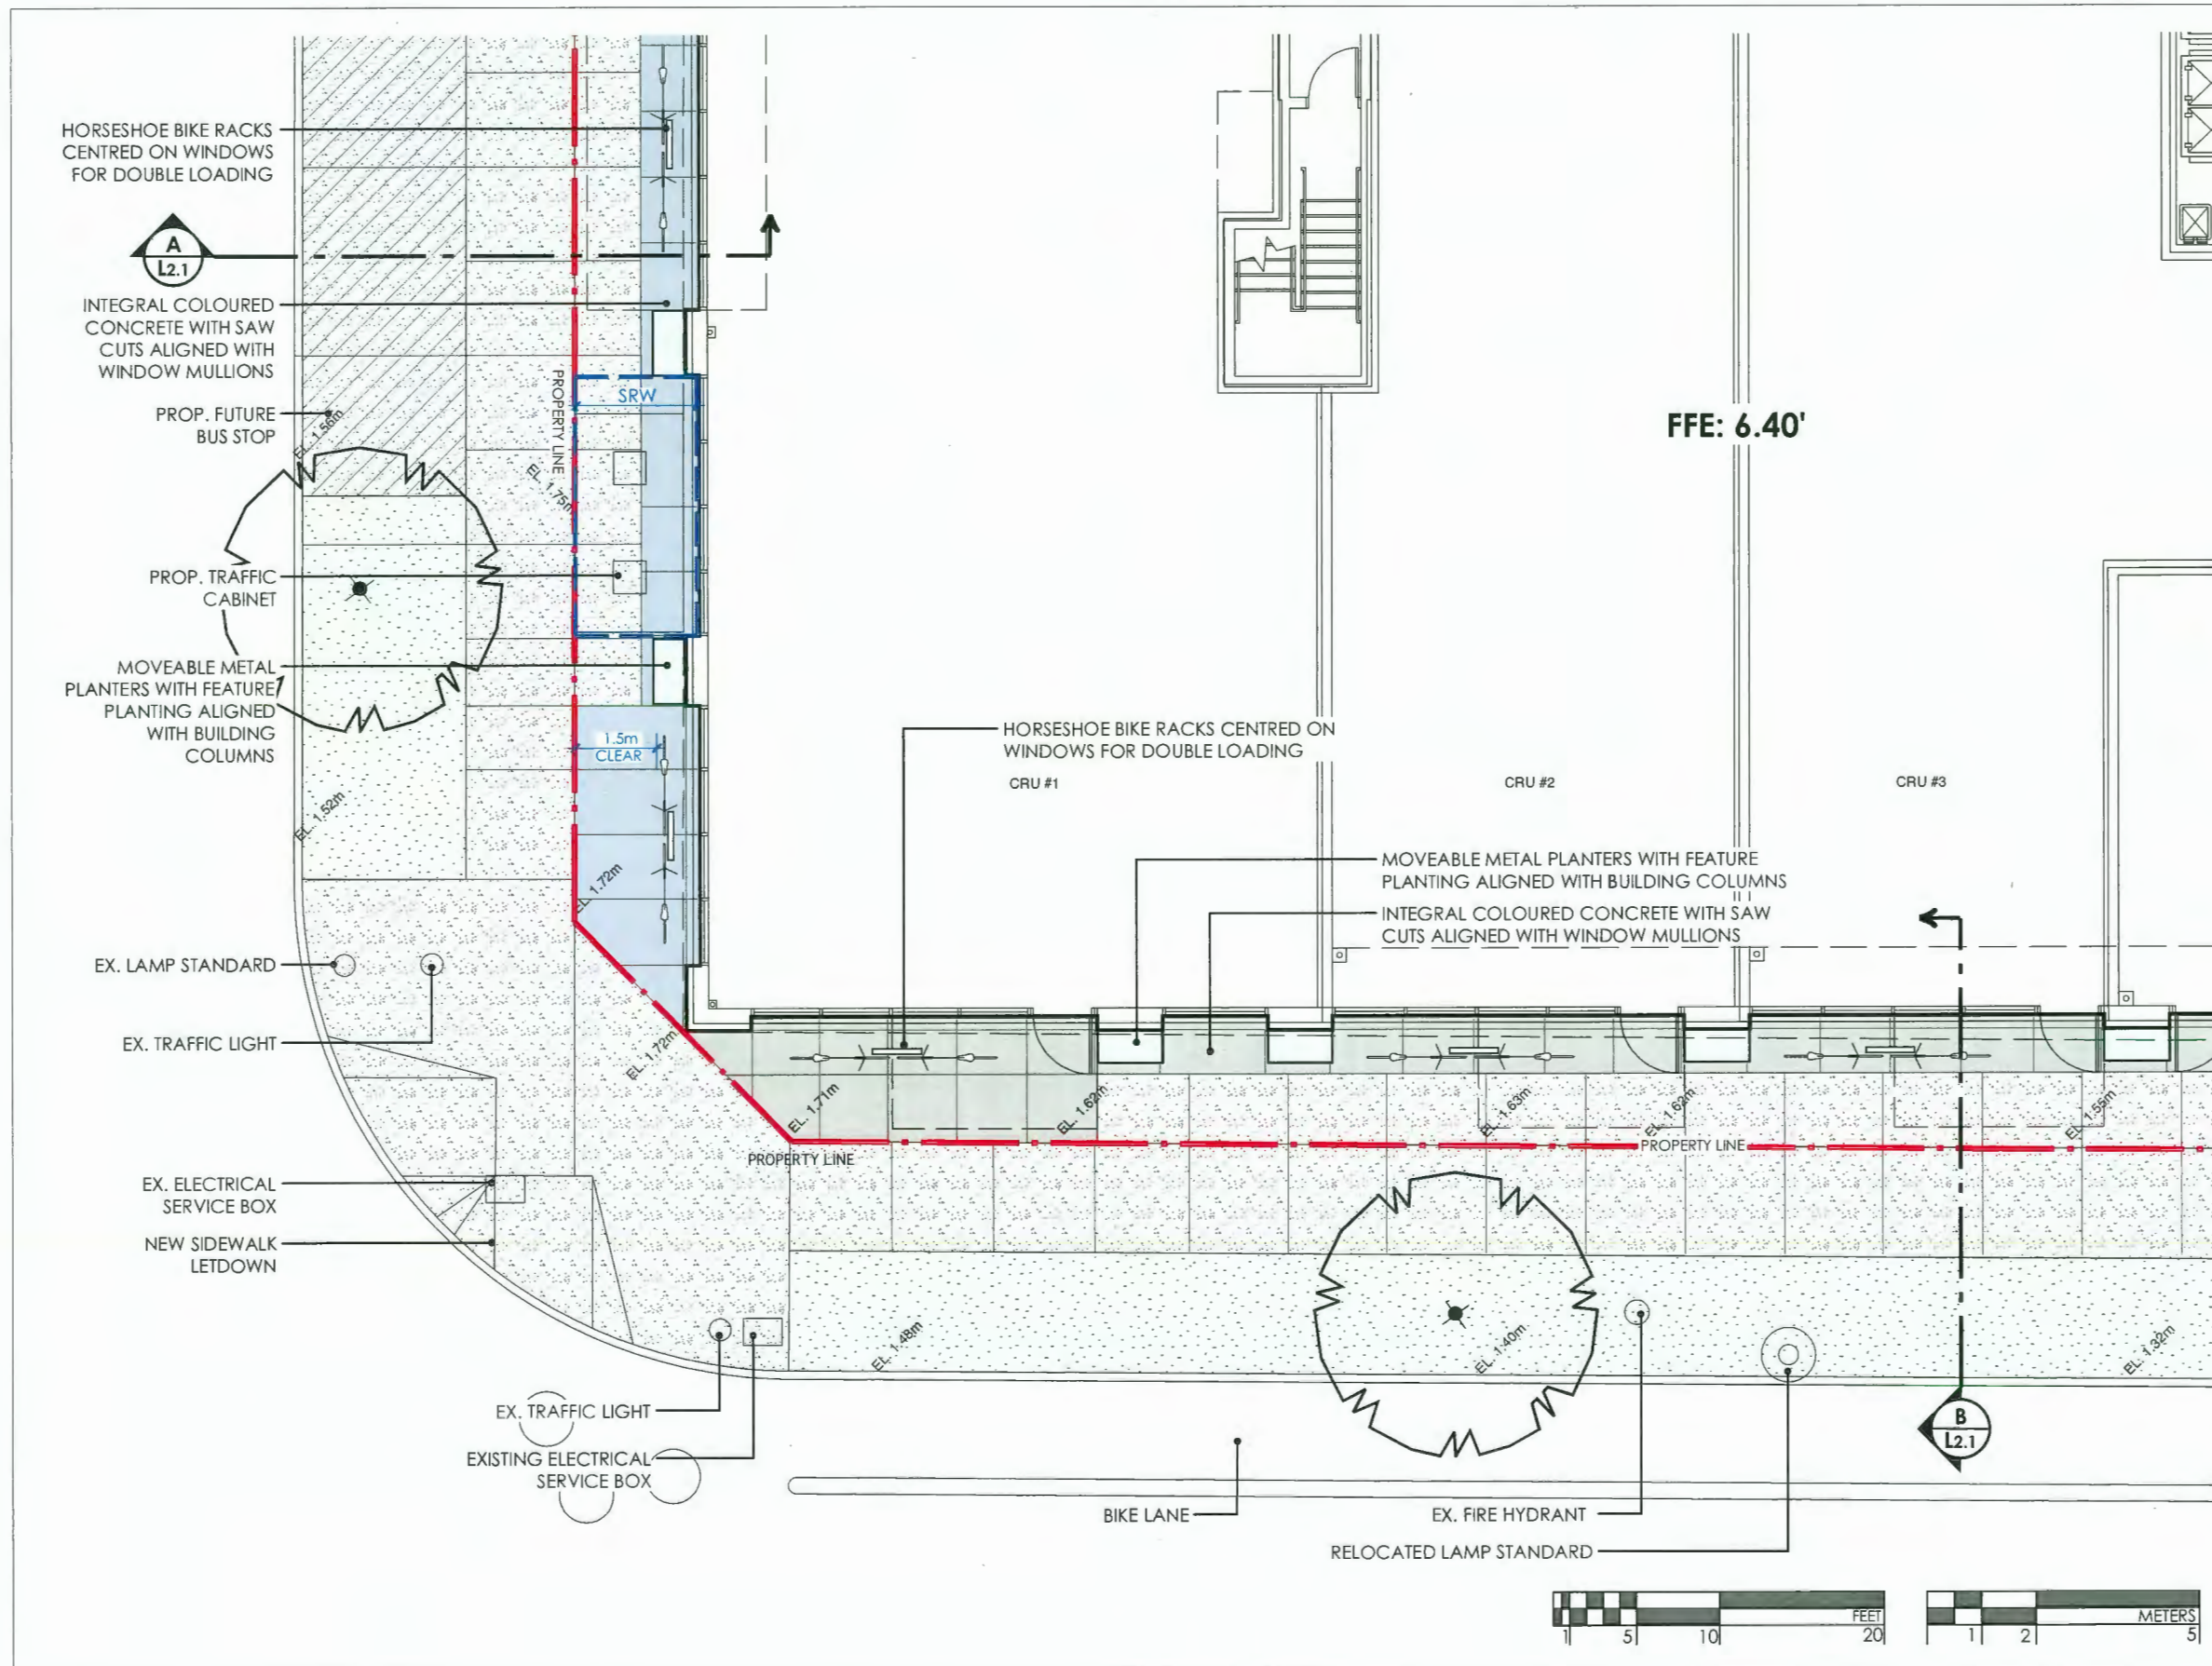 HORSESHOE BIKE RACKS
CENTRED ON WINDOWS
FOR DOUBLE LOADING
A
L2.1
INTEGRAL COLOURED
CONCRETE WITH SAW
CUTS ALIGNED WITH
WINDOW MULLIONS
PROP. FUTURE
BUS STOP
EL. 1.56m
PROPERTY LINE
SRW
EL. 1.75m
FFE: 6.40'
PROP. TRAFFIC
CABINET
MOVEABLE METAL
PLANTERS WITH FEATURE
PLANTING ALIGNED
WITH BUILDING
COLUMNS
1.5m
CLEAR
HORSESHOE BIKE RACKS CENTRED ON
WINDOWS FOR DOUBLE LOADING
CRU #1
CRU #2
CRU #3
EL. 1.52m
EL. 1.72m
MOVEABLE METAL PLANTERS WITH FEATURE
PLANTING ALIGNED WITH BUILDING COLUMNS
INTEGRAL COLOURED CONCRETE WITH SAW
CUTS ALIGNED WITH WINDOW MULLIONS
EX. LAMP STANDARD
EX. TRAFFIC LIGHT
EL. 1.72m
EL. 1.71m
EL. 1.62m
EL. 1.63m
EL. 1.62m
EL. 1.55m
PROPERTY LINE
PROPERTY LINE
EX. ELECTRICAL
SERVICE BOX
NEW SIDEWALK
LETDOWN
EL. 1.48m
EL. 1.40m
EL. 1.32m
EX. TRAFFIC LIGHT
EXISTING ELECTRICAL
SERVICE BOX
B
L2.1
BIKE LANE
EX. FIRE HYDRANT
RELOCATED LAMP STANDARD
FEET
1 5 10 20
METERS
1 2 5